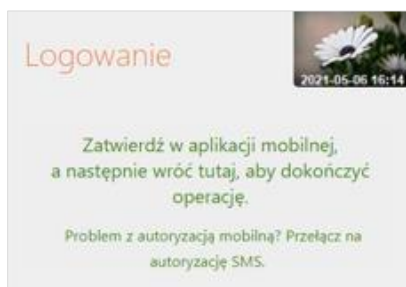 Logowanie
2021-05-06 16:14
Zatwierdź w aplikacji mobilnej,
a następnie wróć tutaj, aby dokończyć
operację.
Problem z autoryzacją mobilną? Przełącz na
autoryzację SMS.